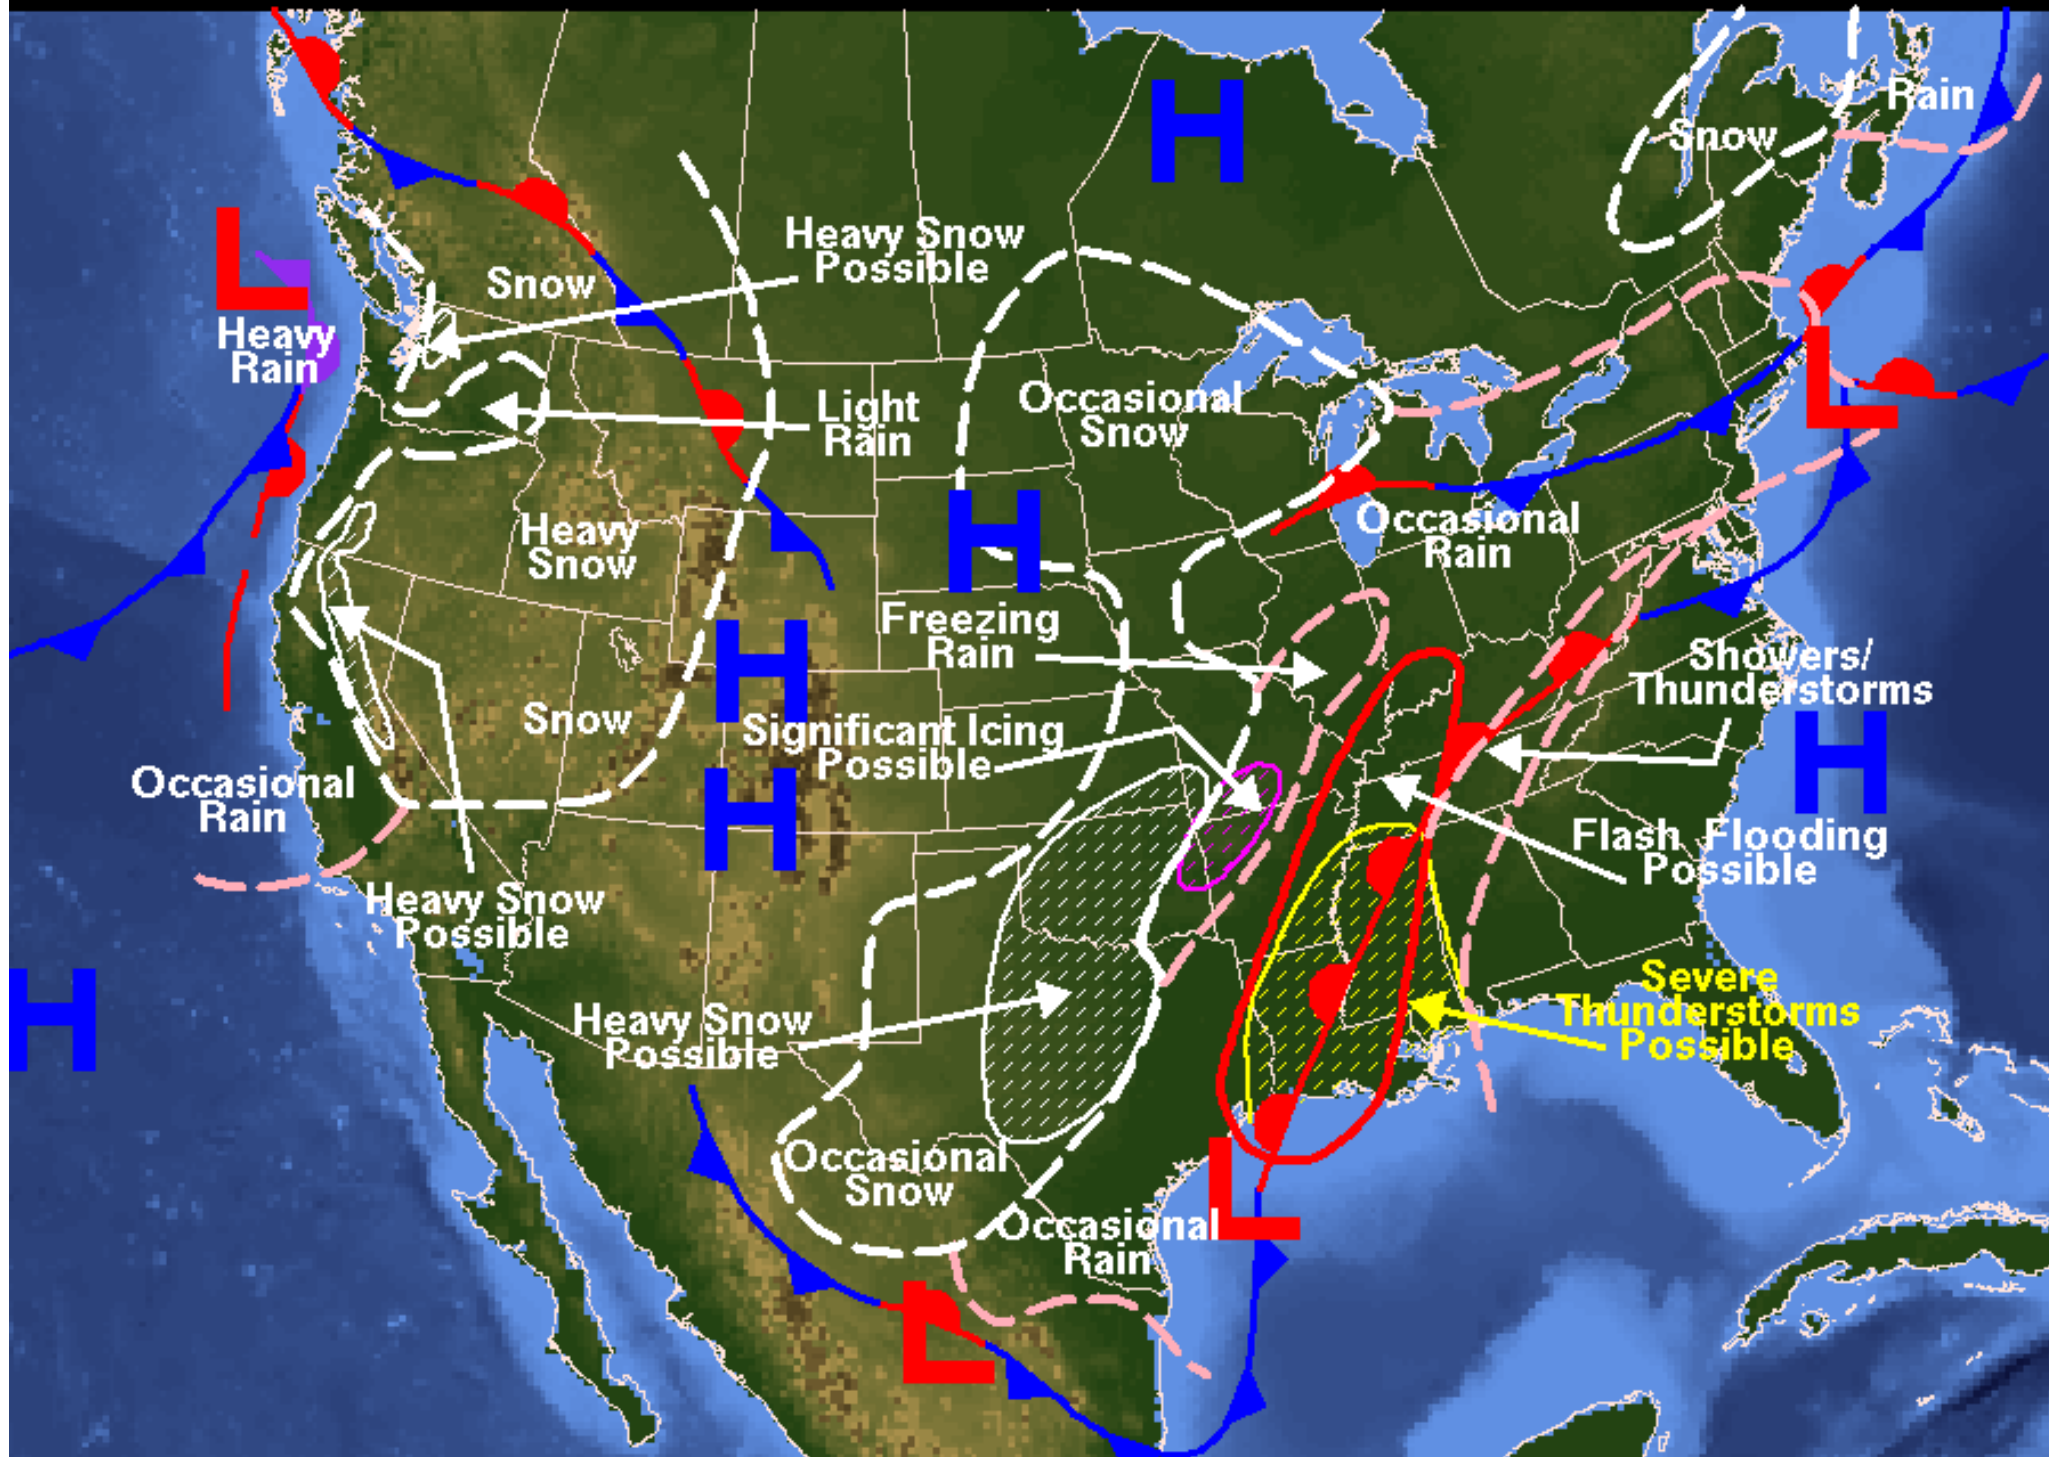 H
Rain
Snow
L
Heavy
Rain
Snow
Heavy Snow
Possible
Light
Rain
Occasional
Snow
L
H
Heavy
Snow
Occasional
Rain
Freezing
Rain
H
Snow
Significant Icing
Possible
Showers/
Thunderstorms
H
Occasional
Rain
H
Flash Flooding
Possible
Heavy Snow
Possible
H
Heavy Snow
Possible
Severe
Thunderstorms
Possible
Occasional
Snow
L
Occasional
Rain
L